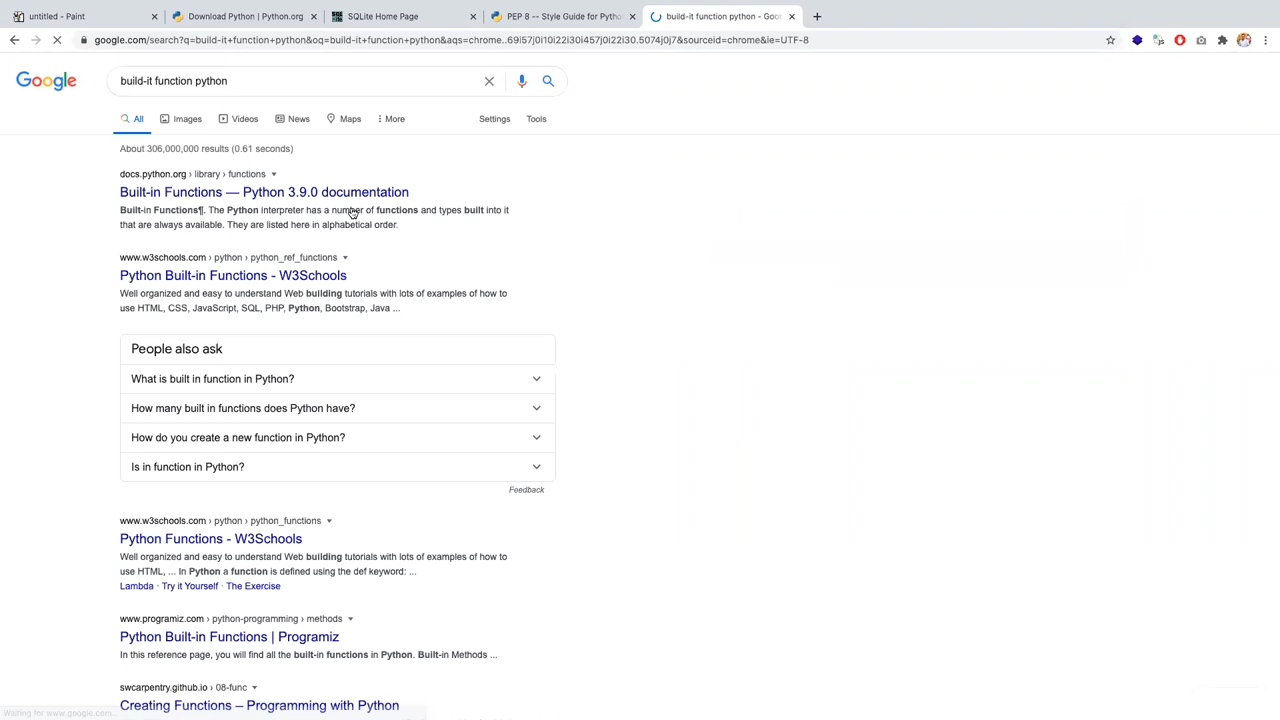 untitled - Paint
Download Python | Python.org
SQLite Home Page
PEP 8 -- Style Guide for Python
build-it function python - Goo
google.com/search?q=build-it+function+python&oq=build-it+function+python&aqs=chrome..69i57j0i10i22i30i457j0i22i30.5074j0j7&sourceid=chrome&ie=UTF-8
Google
build-it function python
All Images Videos News Maps More Settings Tools
About 306,000,000 results (0.61 seconds)
docs.python.org › library › functions
Built-in Functions — Python 3.9.0 documentation
Built-in Functions¶. The Python interpreter has a number of functions and types built into it
that are always available. They are listed here in alphabetical order.
www.w3schools.com › python › python_ref_functions
Python Built-in Functions - W3Schools
Well organized and easy to understand Web building tutorials with lots of examples of how to
use HTML, CSS, JavaScript, SQL, PHP, Python, Bootstrap, Java ...
People also ask
What is built in function in Python?
How many built in functions does Python have?
How do you create a new function in Python?
Is in function in Python?
Feedback
www.w3schools.com › python › python_functions
Python Functions - W3Schools
Well organized and easy to understand Web building tutorials with lots of examples of how to
use HTML, ... In Python a function is defined using the def keyword: ...
Lambda · Try it Yourself · The Exercise
www.programiz.com › python-programming › methods
Python Built-in Functions | Programiz
In this reference page, you will find all the built-in functions in Python. Built-in Methods ...
swcarpentry.github.io › 08-func
Creating Functions – Programming with Python
Waiting for www.google.com...